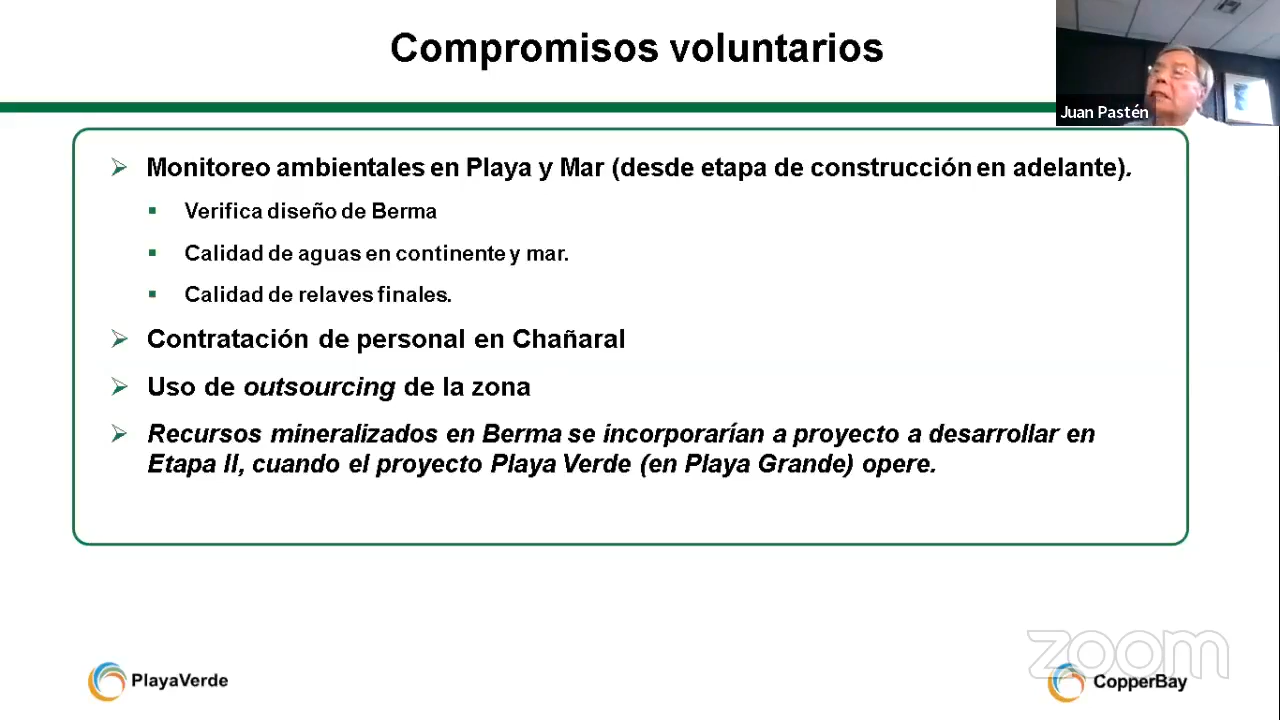 Compromisos voluntarios
Juan Pastén
Monitoreo ambientales en Playa y Mar (desde etapa de construcción en adelante).
Verifica diseño de Berma
Calidad de aguas en continente y mar.
Calidad de relaves finales.
Contratación de personal en Chañaral
Uso de outsourcing de la zona
Recursos mineralizados en Berma se incorporarían a proyecto a desarrollar en
Etapa II, cuando el proyecto Playa Verde (en Playa Grande) opere.
zoom
PlayaVerde
CopperBay